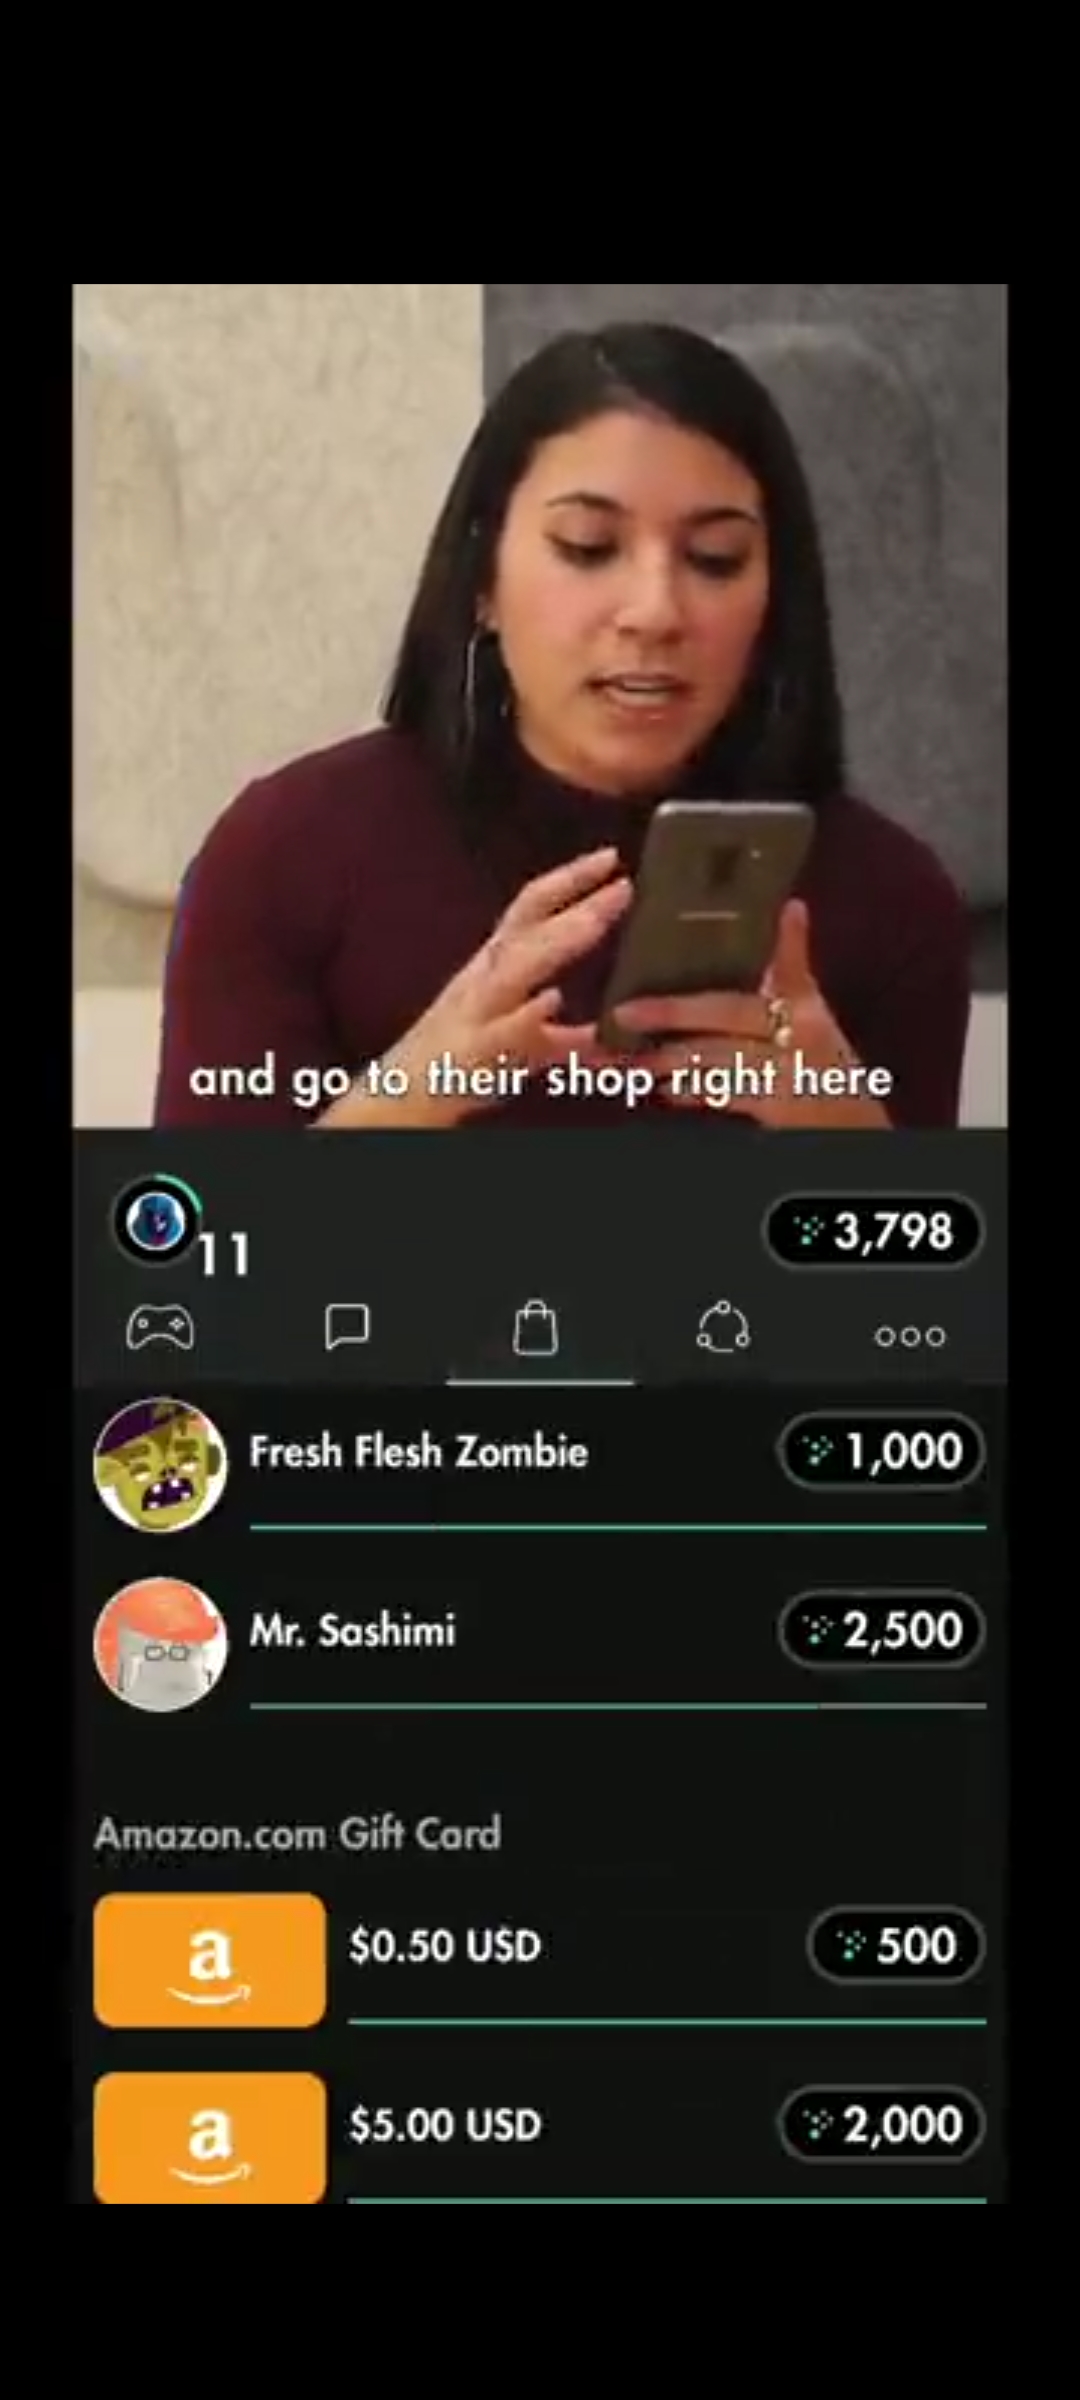 and go to their shop right here
11
3,798
Fresh Flesh Zombie
1,000
Mr. Sashimi
2,500
Amazon.com Gift Card
a
$0.50 USD
500
a
$5.00 USD
2,000